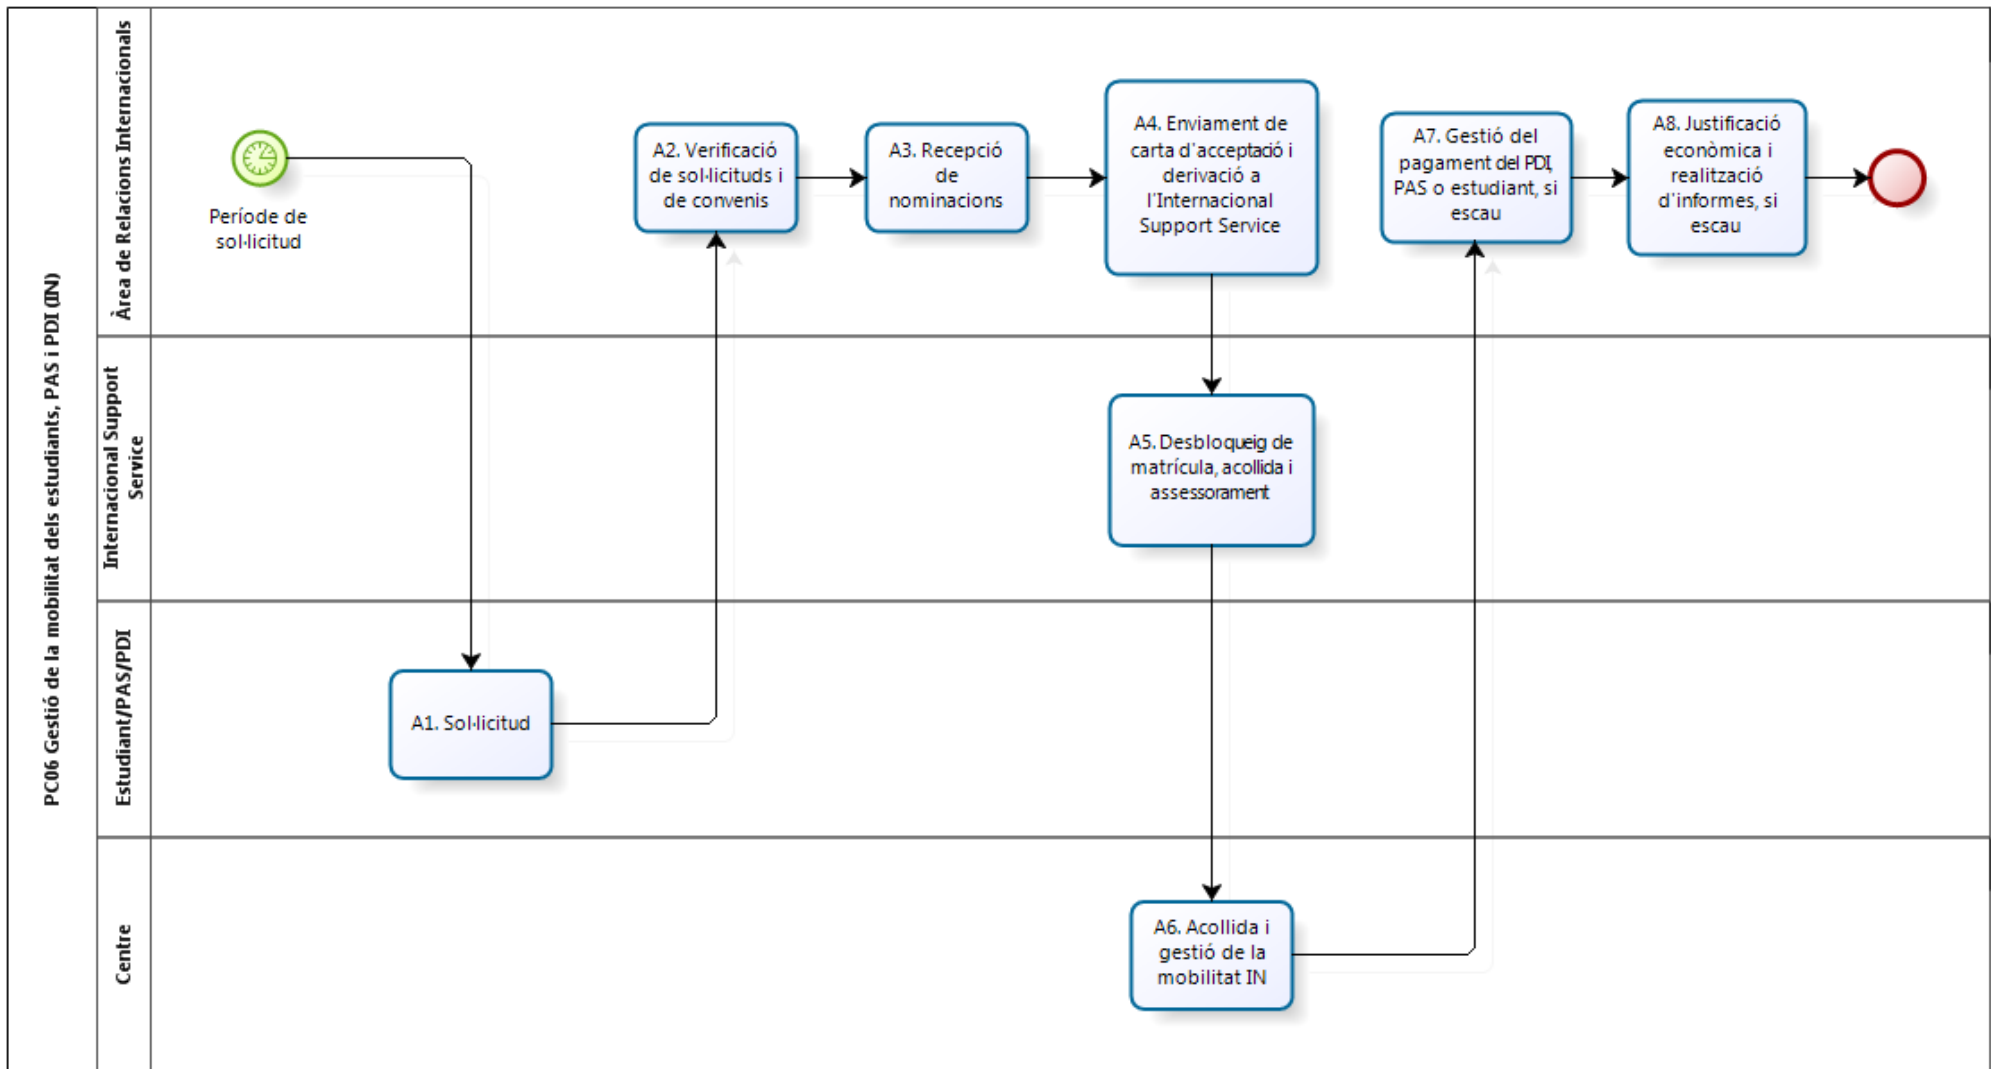 PC06 Gestió de la mobilitat dels estudiants, PAS i PDI (IN)
Àrea de Relacions Internacionals
Període de
sol·licitud
A2. Verificació
de sol·licituds i
de convenis
A3. Recepció
de
nominacions
A4. Enviament de
carta d'acceptació i
derivació a
l'Internacional
Support Service
A7. Gestió del
pagament del PDI,
PAS o estudiant, si
escau
A8. Justificació
econòmica i
realització
d'informes, si
escau
Internacional Support
Service
A5. Desbloqueig de
matrícula, acollida i
assessorament
Estudiant/PAS/PDI
A1. Sol·licitud
Centre
A6. Acollida i
gestió de la
mobilitat IN